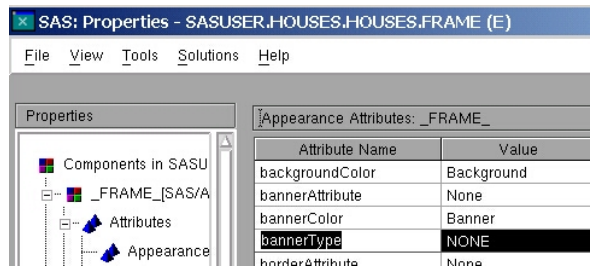 SAS: Properties - SASUSER.HOUSES.HOUSES.FRAME (E)
File View Tools Solutions Help
Properties
Components in SASU
_FRAME_[SAS/A
Attributes
Appearance
Appearance Attributes: _FRAME_
Attribute Name Value
backgroundColor Background
bannerAttribute None
bannerColor Banner
bannerType NONE
borderAttribute None